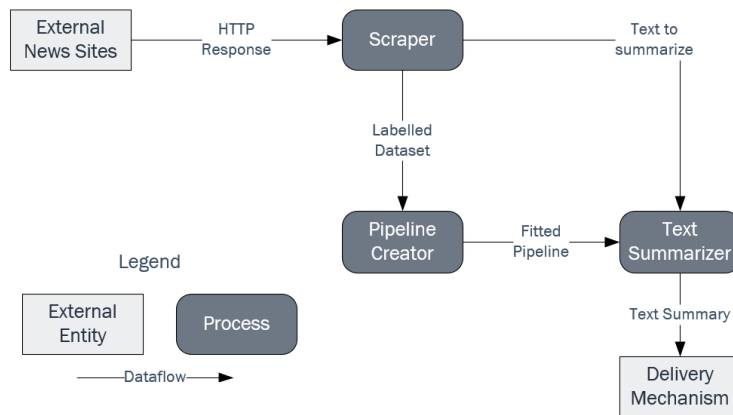 External
News Sites
HTTP
Response
Scraper
Text to
summarize
Labelled
Dataset
Pipeline
Creator
Fitted
Pipeline
Text
Summarizer
Legend
External
Entity
Process
Dataflow
Text Summary
Delivery
Mechanism